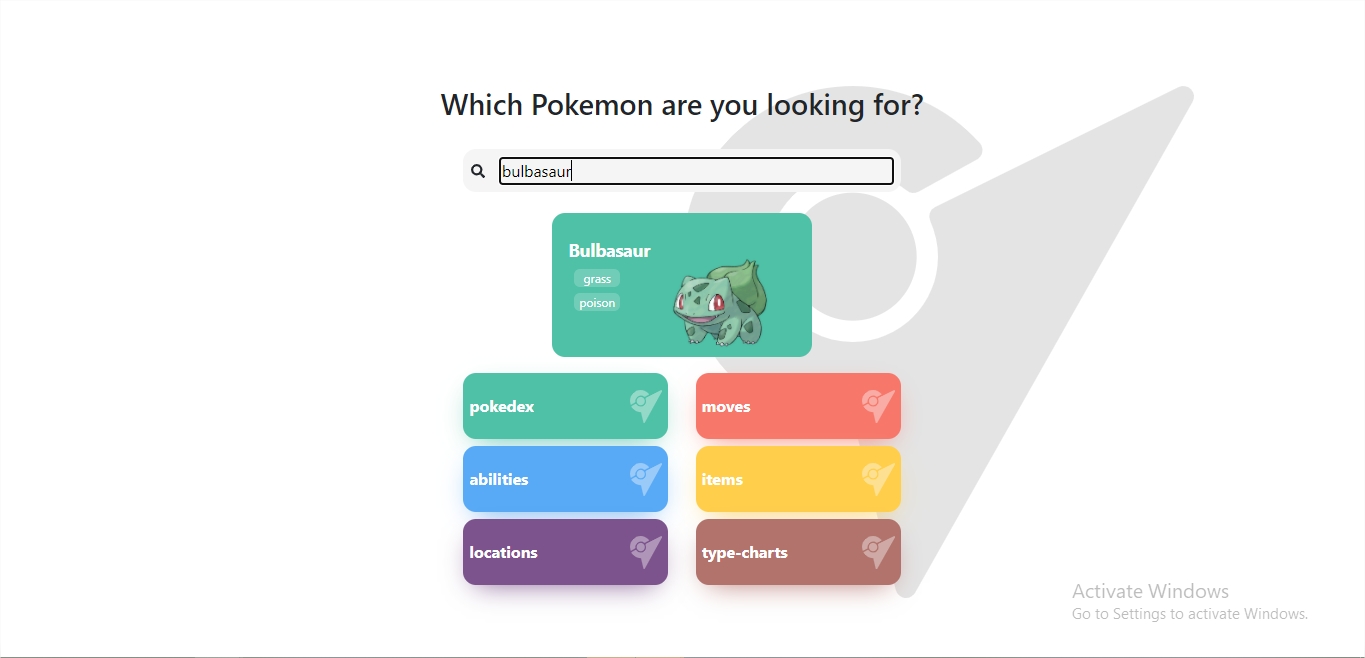 Which Pokemon are you looking for?
bulbasaur
Bulbasaur
grass
poison
pokedex
moves
abilities
items
locations
type-charts
Activate Windows
Go to Settings to activate Windows.